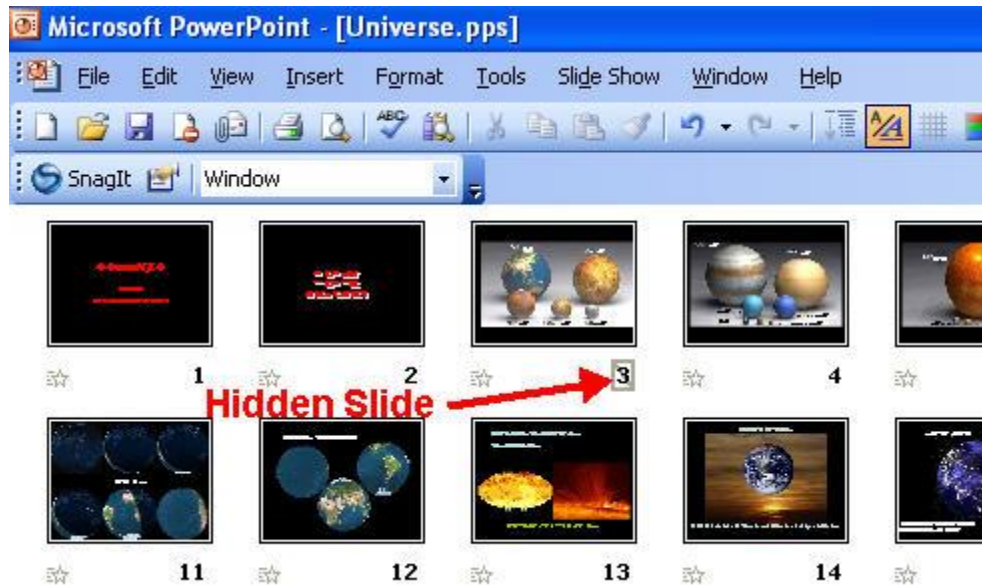 Microsoft PowerPoint - [Universe.pps]
File Edit View Insert Format Tools Slide Show Window Help
ABC
A/A
SnagIt Window
1 2 3 4
Hidden Slide
11 12 13 14